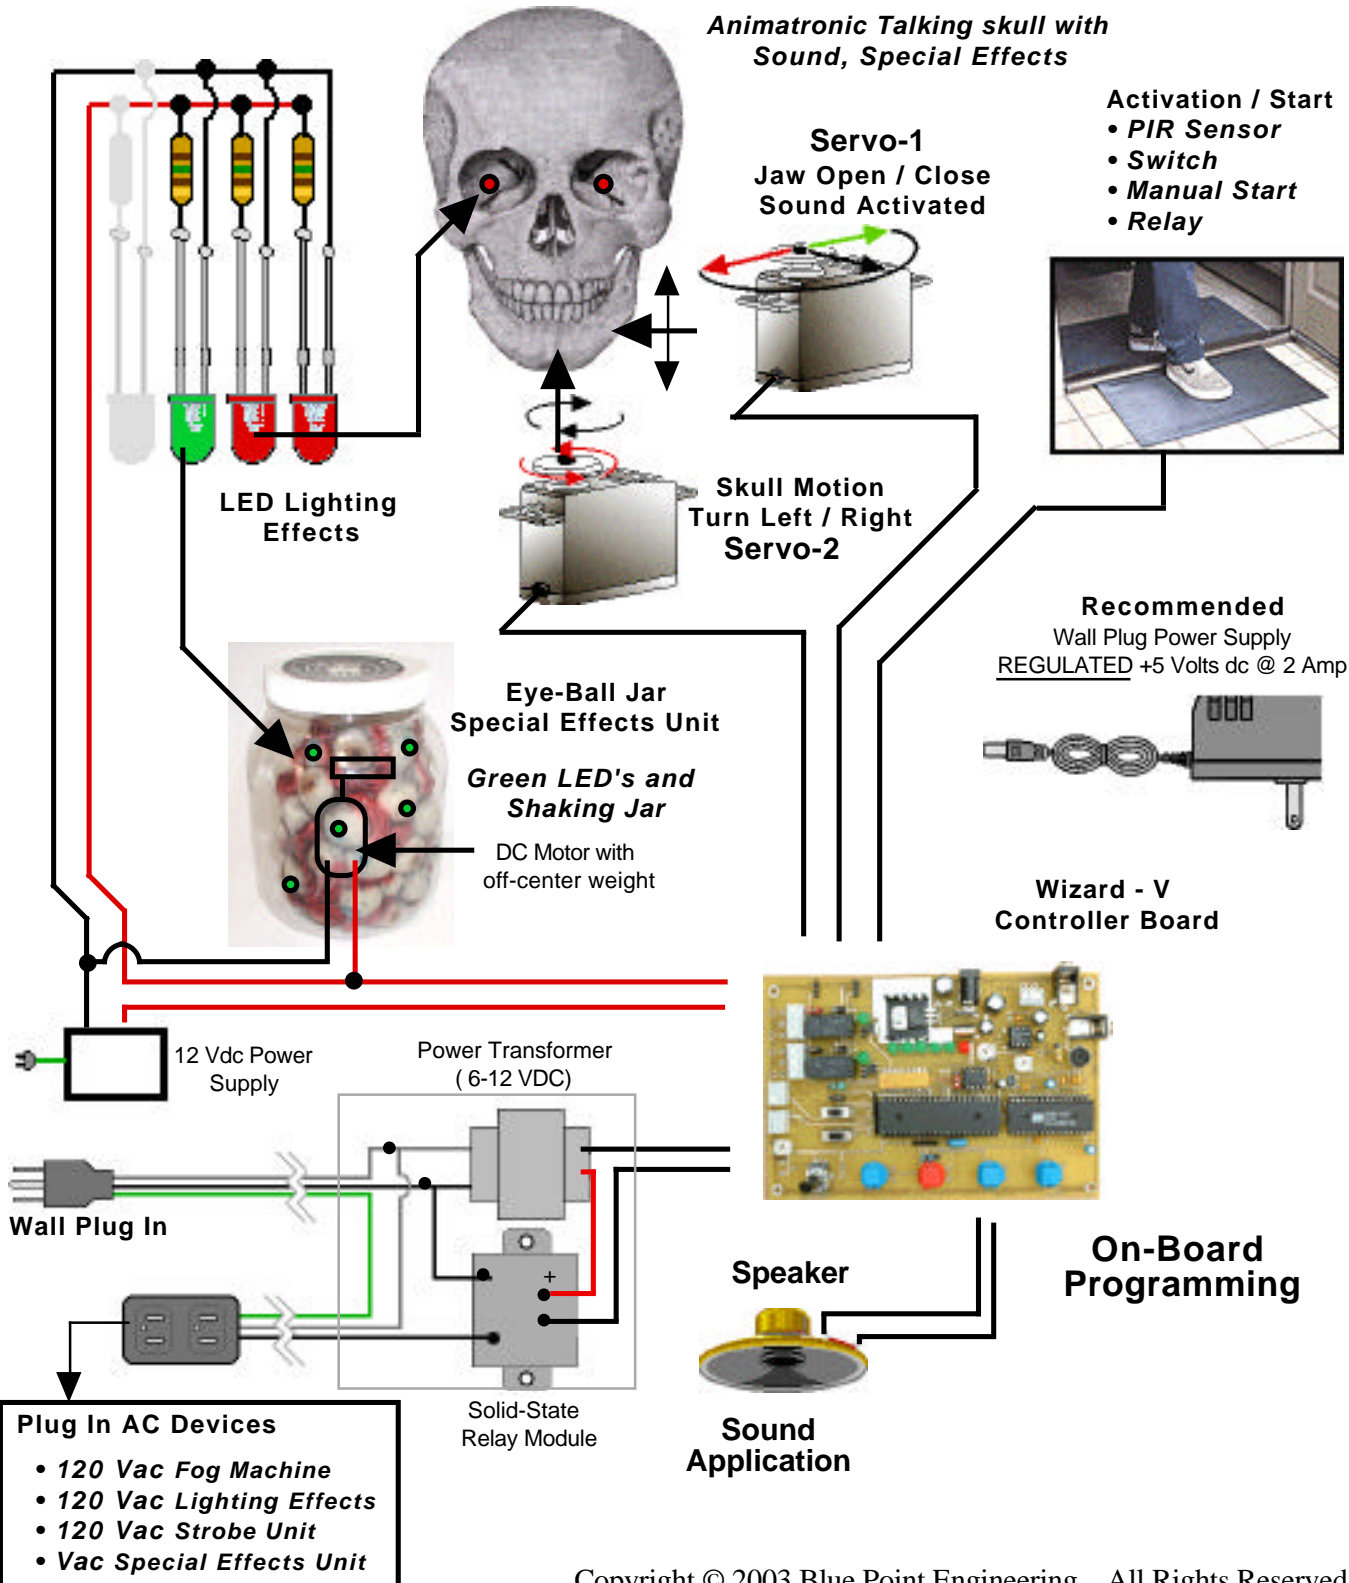 Animatronic Talking skull with
Sound, Special Effects
Activation / Start
• PIR Sensor
• Switch
• Manual Start
• Relay
Servo-1
Jaw Open / Close
Sound Activated
LED Lighting
Effects
Skull Motion
Turn Left / Right
Servo-2
Recommended
Wall Plug Power Supply
REGULATED +5 Volts dc @ 2 Amp
Eye-Ball Jar
Special Effects Unit
Green LED's and
Shaking Jar
DC Motor with
off-center weight
Wizard - V
Controller Board
12 Vdc Power
Supply
Power Transformer
( 6-12 VDC)
Wall Plug In
+
Speaker
On-Board
Programming
Solid-State
Relay Module
Sound
Application
Plug In AC Devices
• 120 Vac Fog Machine
• 120 Vac Lighting Effects
• 120 Vac Strobe Unit
• Vac Special Effects Unit
Copyright © 2003 Blue Point Engineering All Rights Reserved